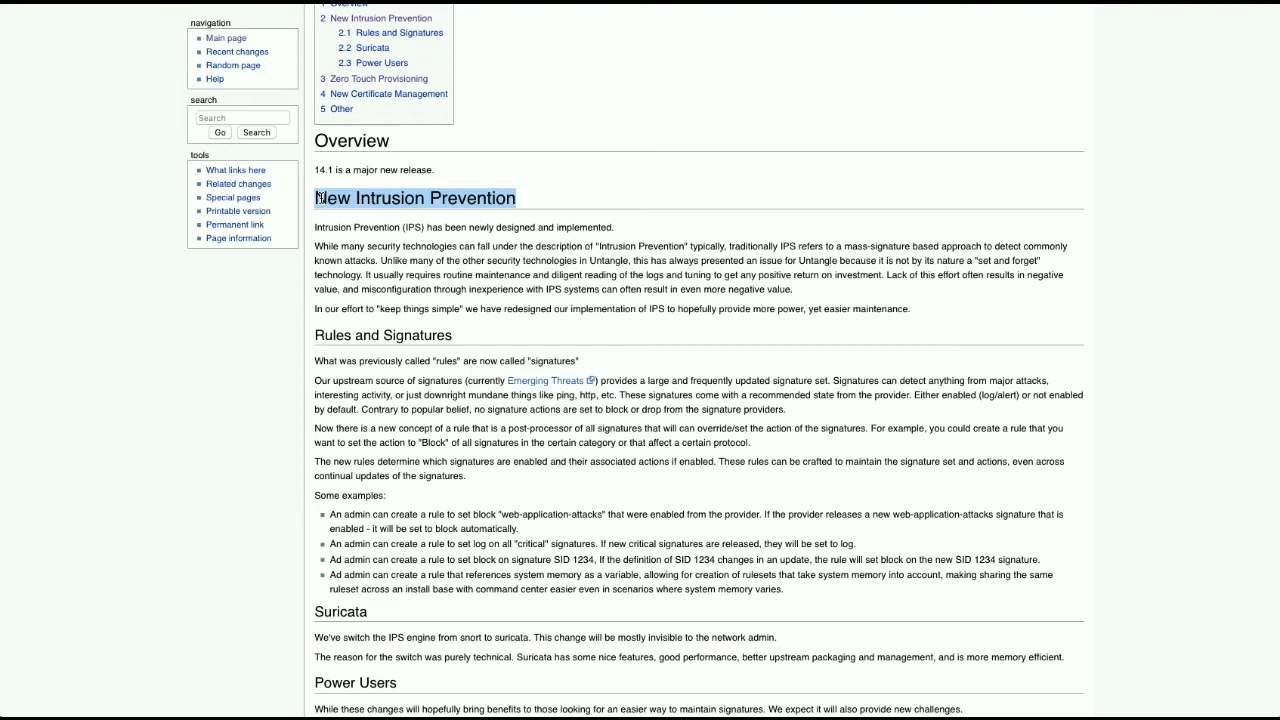 navigation
Main page
Recent changes
Random page
Help
search
Search
Go Search
tools
What links here
Related changes
Special pages
Printable version
Permanent link
Page information
1 Overview
2 New Intrusion Prevention
2.1 Rules and Signatures
2.2 Suricata
2.3 Power Users
3 Zero Touch Provisioning
4 New Certificate Management
5 Other
Overview
14.1 is a major new release.
New Intrusion Prevention
Intrusion Prevention (IPS) has been newly designed and implemented.
While many security technologies can fall under the description of "Intrusion Prevention" typically, traditionally IPS refers to a mass-signature based approach to detect commonly
known attacks. Unlike many of the other security technologies in Untangle, this has always presented an issue for Untangle because it is not by its nature a "set and forget"
technology. It usually requires routine maintenance and diligent reading of the logs and tuning to get any positive return on investment. Lack of this effort often results in negative
value, and misconfiguration through inexperience with IPS systems can often result in even more negative value.
In our effort to "keep things simple" we have redesigned our implementation of IPS to hopefully provide more power, yet easier maintenance.
Rules and Signatures
What was previously called "rules" are now called "signatures"
Our upstream source of signatures (currently Emerging Threats) provides a large and frequently updated signature set. Signatures can detect anything from major attacks,
interesting activity, or just downright mundane things like ping, http, etc. These signatures come with a recommended state from the provider. Either enabled (log/alert) or not enabled
by default. Contrary to popular belief, no signature actions are set to block or drop from the signature providers.
Now there is a new concept of a rule that is a post-processor of all signatures that will can override/set the action of the signatures. For example, you could create a rule that you
want to set the action to "Block" of all signatures in the certain category or that affect a certain protocol.
The new rules determine which signatures are enabled and their associated actions if enabled. These rules can be crafted to maintain the signature set and actions, even across
continual updates of the signatures.
Some examples:
An admin can create a rule to set block "web-application-attacks" that were enabled from the provider. If the provider releases a new web-application-attacks signature that is
enabled - it will be set to block automatically.
An admin can create a rule to set log on all "critical" signatures. If new critical signatures are released, they will be set to log.
Ad admin can create a rule to set block on signature SID 1234, If the definition of SID 1234 changes in an update, the rule will set block on the new SID 1234 signature.
Ad admin can create a rule that references system memory as a variable, allowing for creation of rulesets that take system memory into account, making sharing the same
ruleset across an install base with command center easier even in scenarios where system memory varies.
Suricata
We've switch the IPS engine from snort to suricata. This change will be mostly invisible to the network admin.
The reason for the switch was purely technical. Suricata has some nice features, good performance, better upstream packaging and management, and is more memory efficient.
Power Users
While these changes will hopefully bring benefits to those looking for an easier way to maintain signatures. We expect it will also provide new challenges.